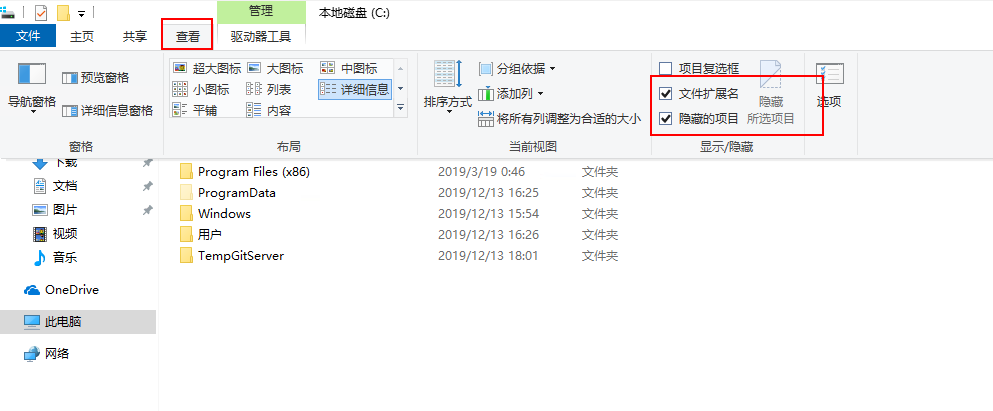 管理
本地磁盘 (C:)
文件
主页
共享
查看
驱动器工具
导航窗格
预览窗格
详细信息窗格
窗格
超大图标
大图标
中图标
小图标
列表
详细信息
平铺
内容
布局
排序方式
分组依据
添加列
将所有列调整为合适的大小
当前视图
项目复选框
文件扩展名
隐藏的项目
隐藏
所选项目
显示/隐藏
选项
下载
文档
图片
视频
音乐
OneDrive
此电脑
网络
Program Files (x86) 2019/3/19 0:46 文件夹
ProgramData 2019/12/13 16:25 文件夹
Windows 2019/12/13 15:54 文件夹
用户 2019/12/13 16:26 文件夹
TempGitServer 2019/12/13 18:01 文件夹